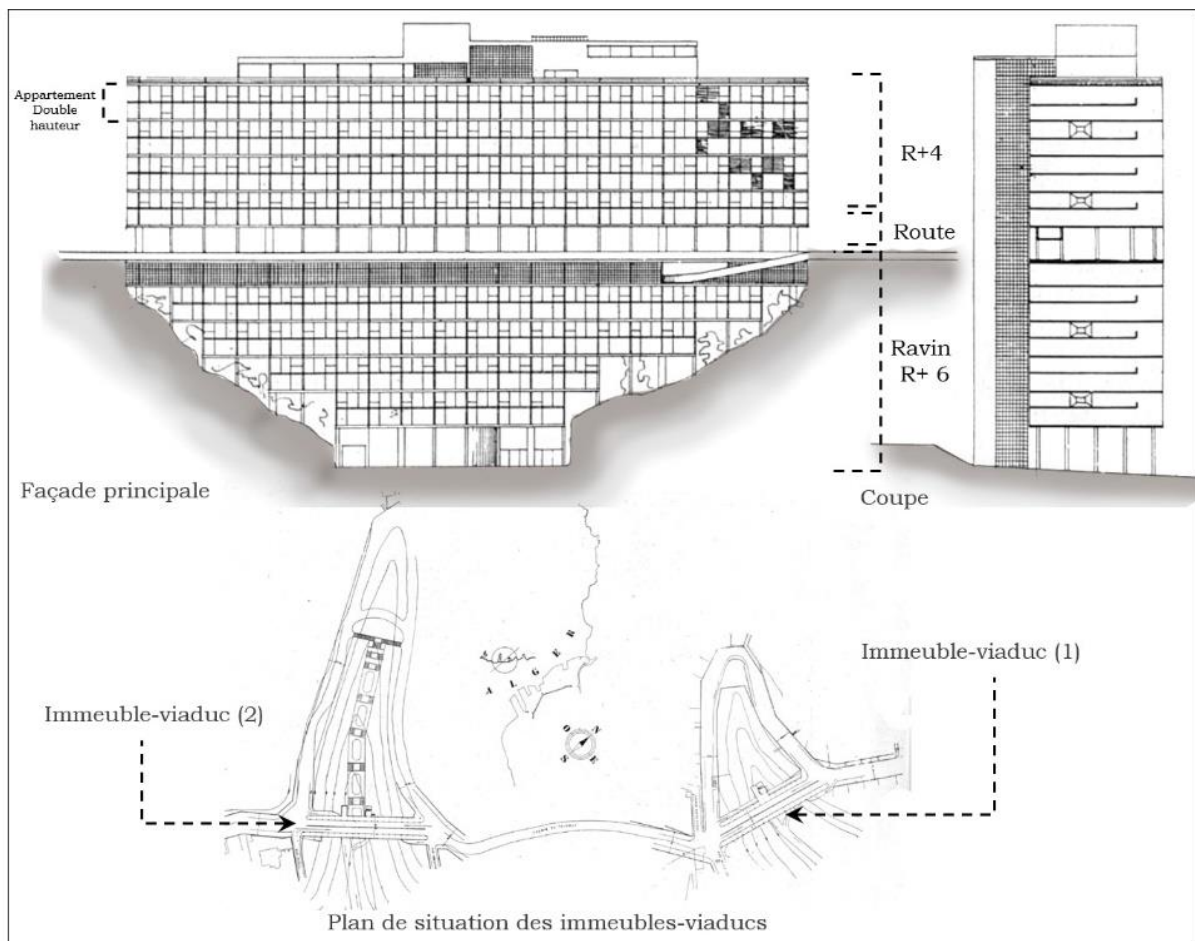 Appartement
Double
hauteur
R+4
Route
Ravin
R+ 6
Façade principale
Coupe
ALGER
N
O
E
S
Immeuble-viaduc (1)
Immeuble-viaduc (2)
Plan de situation des immeubles-viaducs